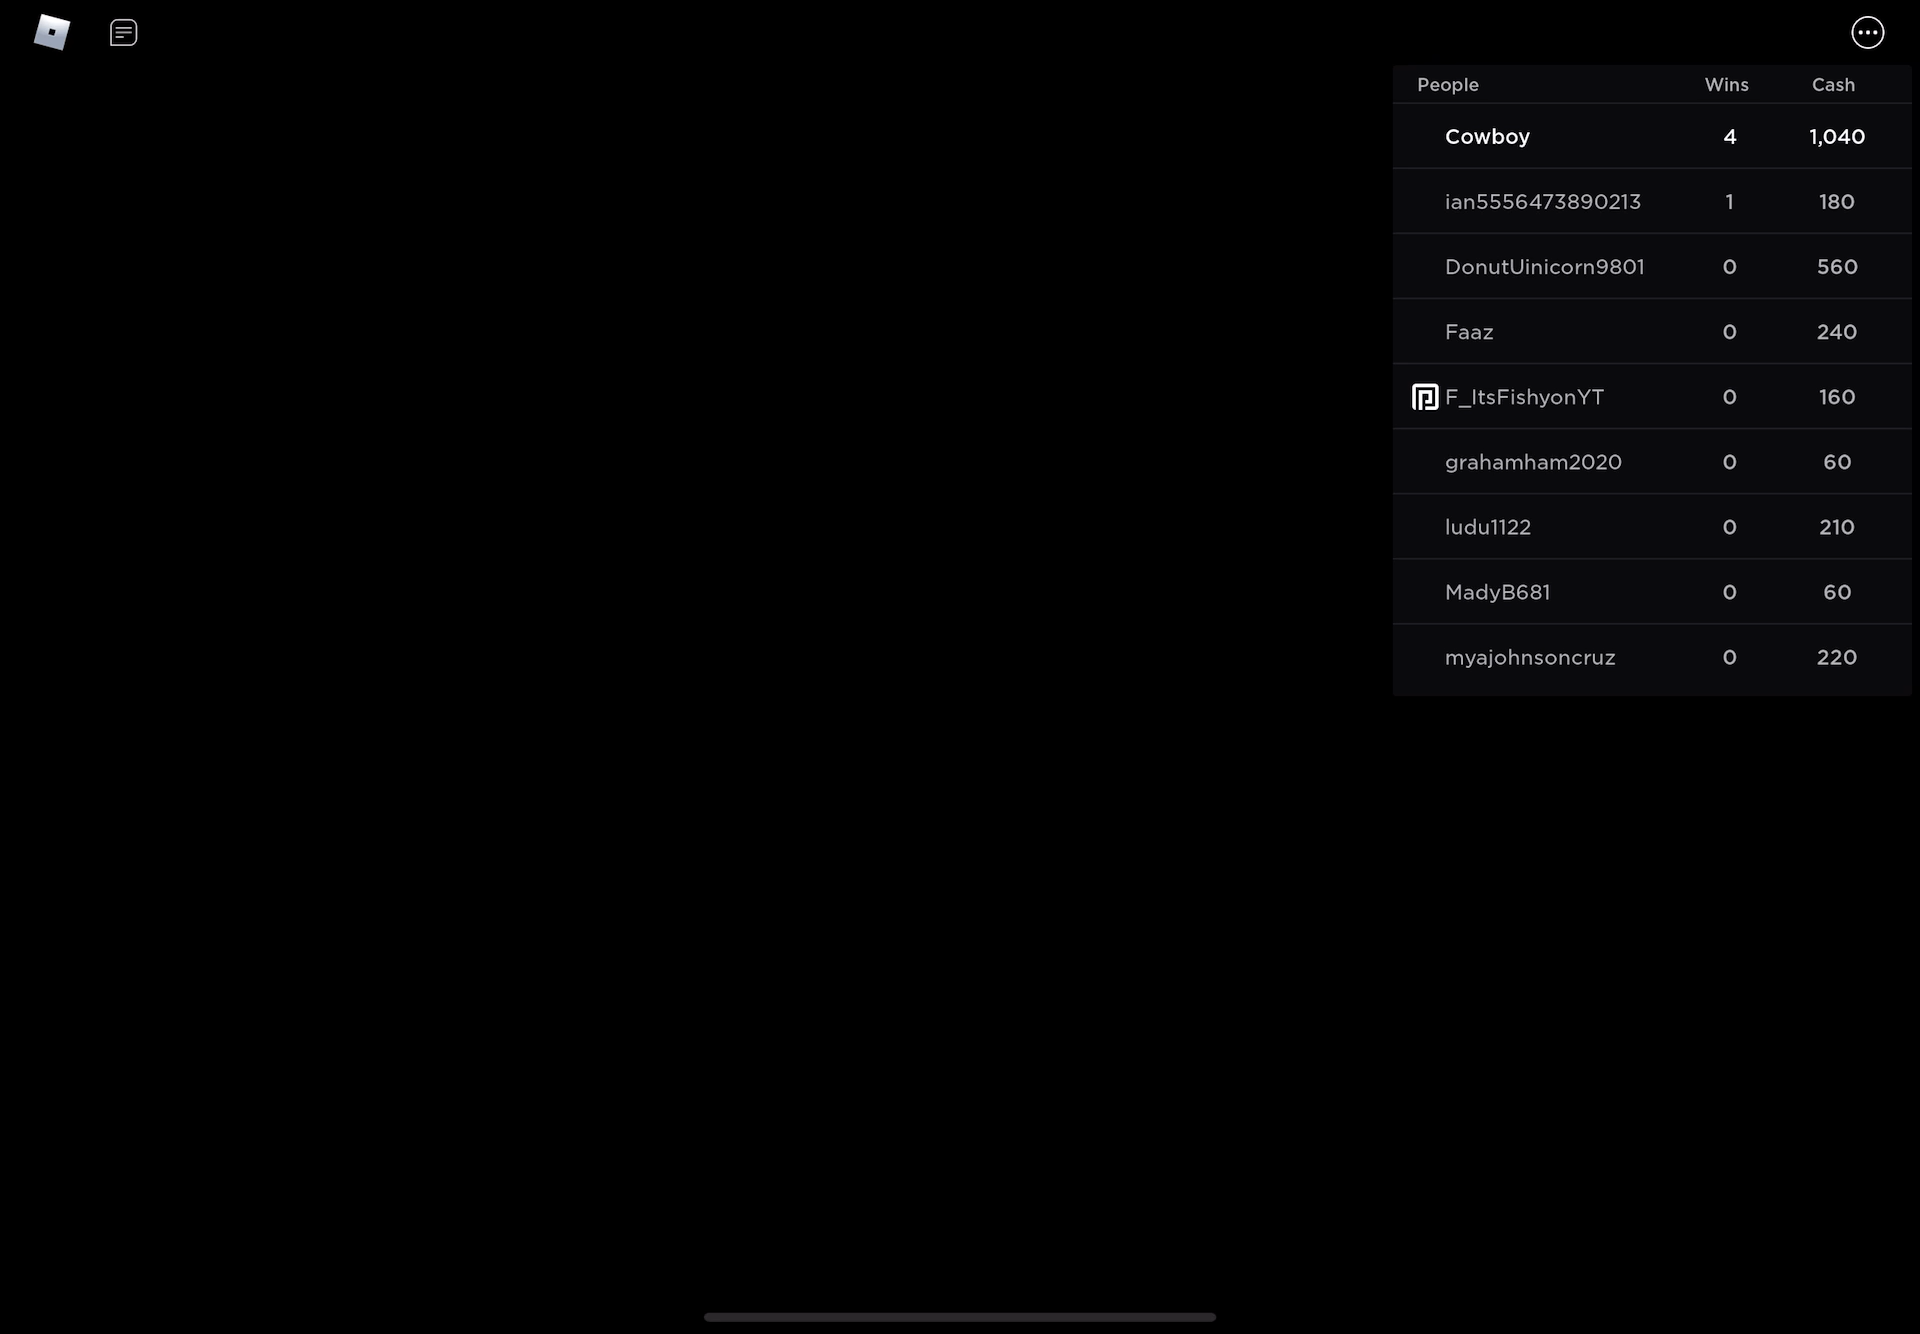 People Wins Cash
Cowboy 4 1,040
ian5556473890213 1 180
DonutUinicorn9801 0 560
Faaz 0 240
F_ItsFishyonYT 0 160
grahamham2020 0 60
ludu1122 0 210
MadyB681 0 60
myajohnsoncruz 0 220